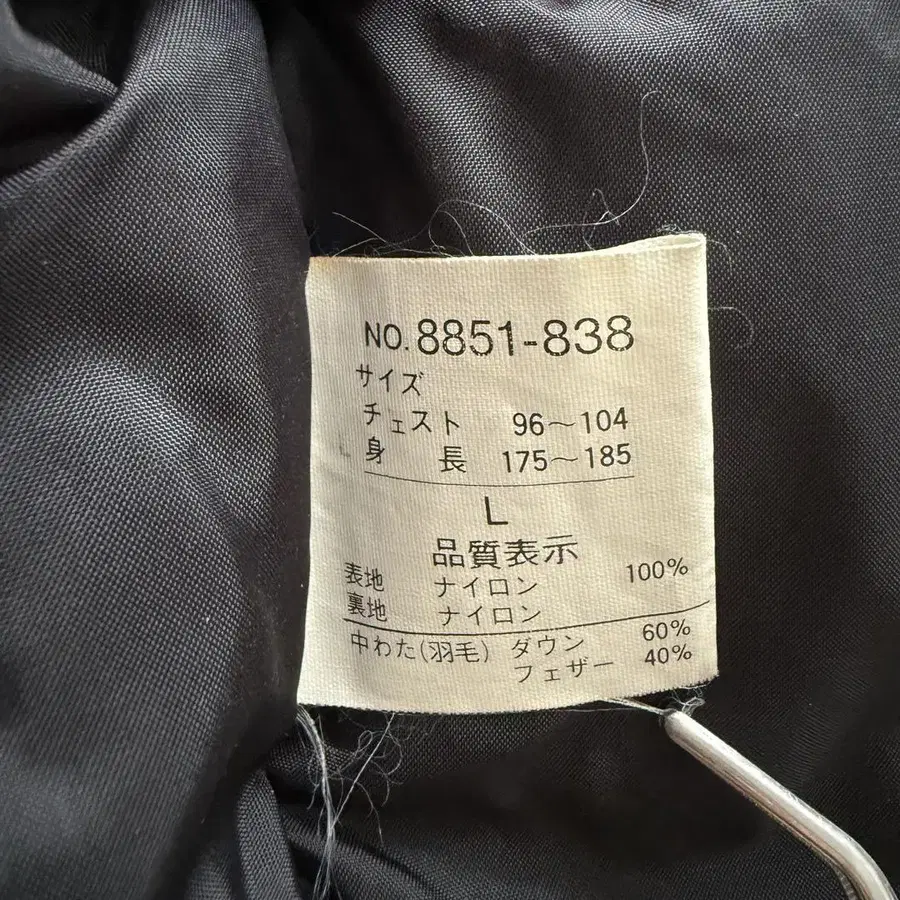 NO. 8851-838
サイズ
チェスト 96～104
身長 175～185
L
品質表示
表地 ナイロン 100%
裏地 ナイロン
中わた(羽毛) ダウン 60%
フェザー 40%